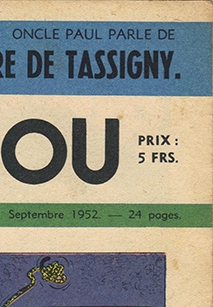 ONCLE PAUL PARLE DE
RE DE TASSIGNY.
OU
PRIX :
5 FRS.
Septembre 1952. — 24 pages.